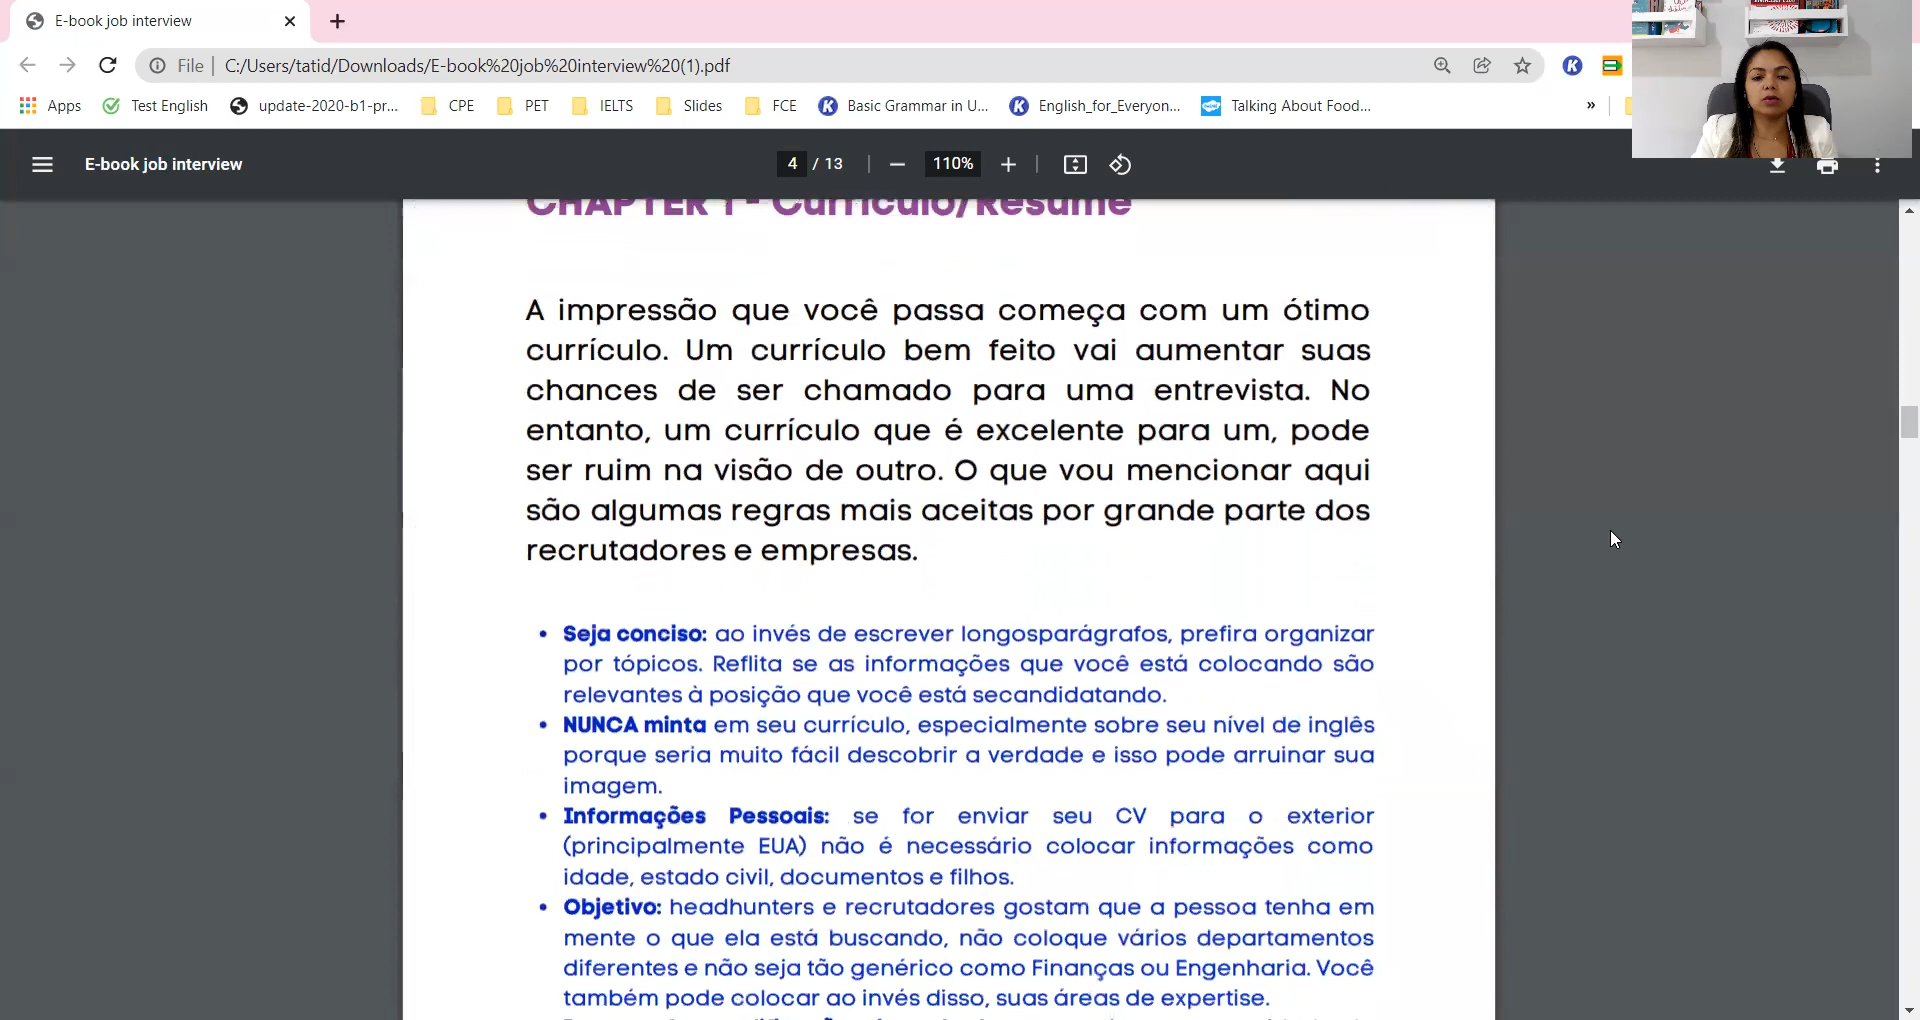 E-book job interview
File
C:/Users/tatid/Downloads/E-book%20job%20interview%20(1).pdf
Apps
Test English
update-2020-b1-pr...
CPE
PET
IELTS
Slides
FCE
Basic Grammar in U...
English_for_Everyon...
Talking About Food...
»
E-book job interview
4 / 13
110%
CHAPTER 1 - Currículo/Resume
A impressão que você passa começa com um ótimo
currículo. Um currículo bem feito vai aumentar suas
chances de ser chamado para uma entrevista. No
entanto, um currículo que é excelente para um, pode
ser ruim na visão de outro. O que vou mencionar aqui
são algumas regras mais aceitas por grande parte dos
recrutadores e empresas.
• Seja conciso: ao invés de escrever longosparágrafos, prefira organizar
por tópicos. Reflita se as informações que você está colocando são
relevantes à posição que você está secandidatando.
• NUNCA minta em seu currículo, especialmente sobre seu nível de inglês
porque seria muito fácil descobrir a verdade e isso pode arruinar sua
imagem.
• Informações Pessoais: se for enviar seu CV para o exterior
(principalmente EUA) não é necessário colocar informações como
idade, estado civil, documentos e filhos.
• Objetivo: headhunters e recrutadores gostam que a pessoa tenha em
mente o que ela está buscando, não coloque vários departamentos
diferentes e não seja tão genérico como Finanças ou Engenharia. Você
também pode colocar ao invés disso, suas áreas de expertise.